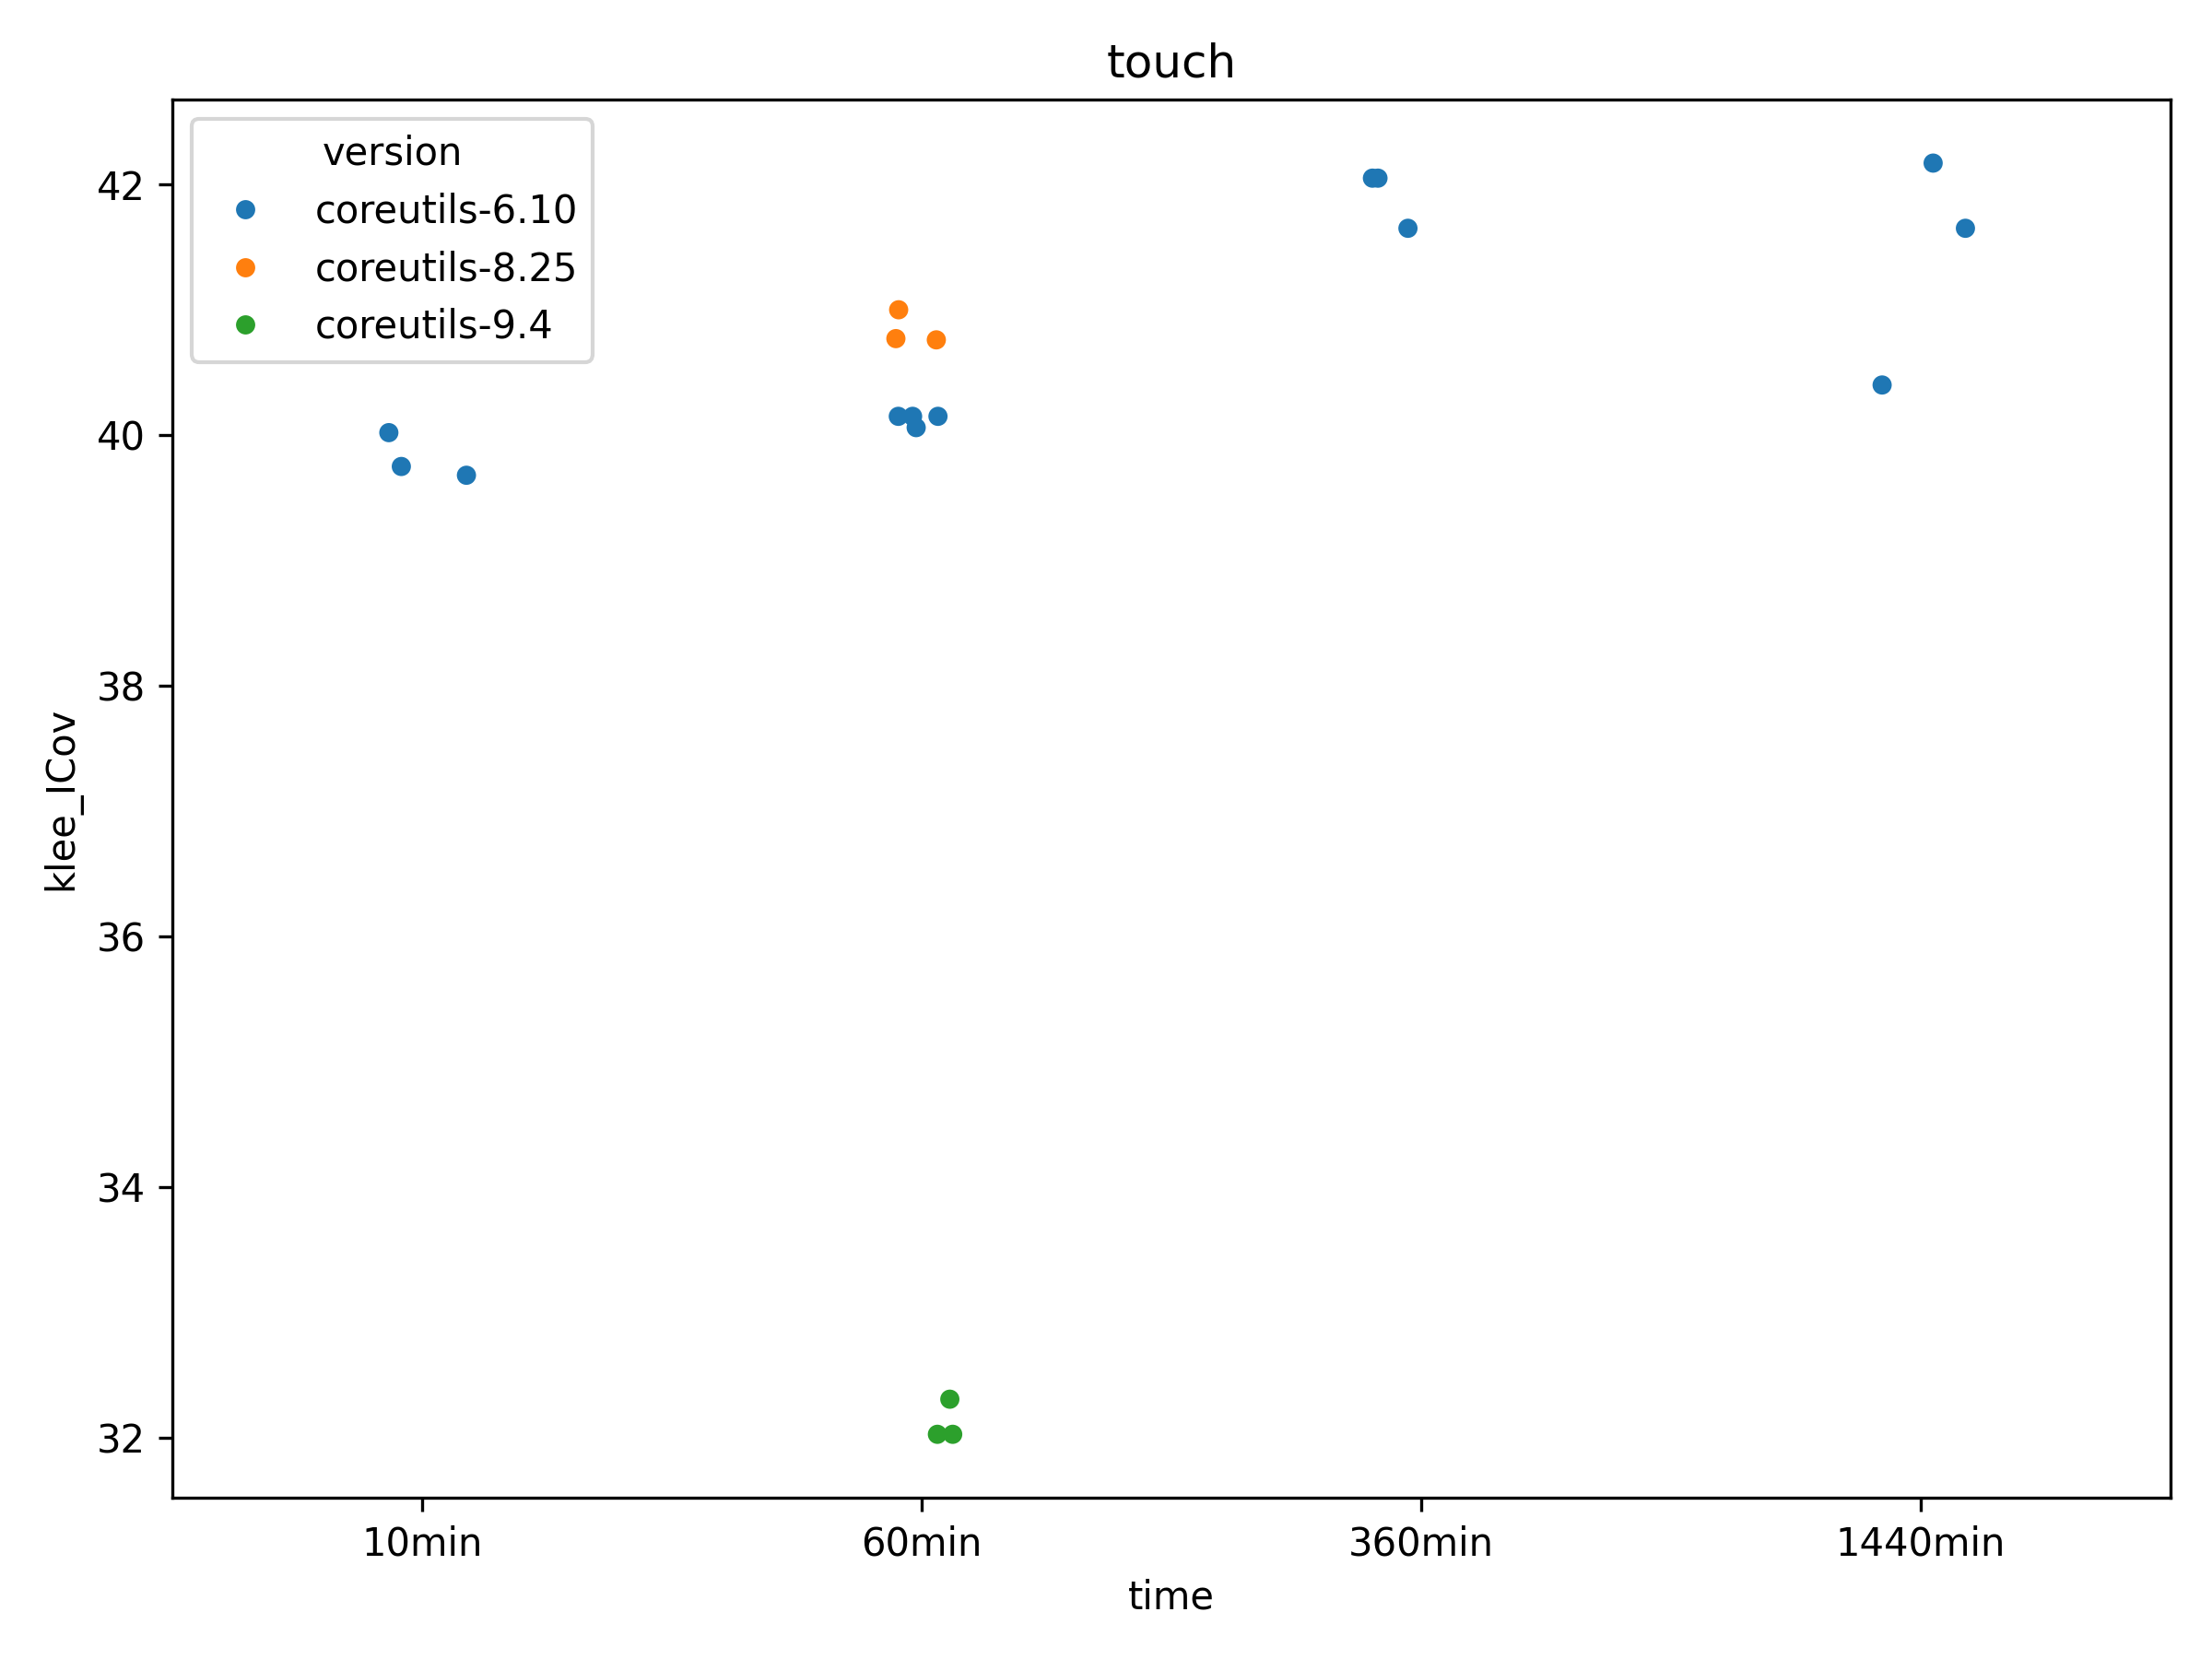 touch
version
coreutils-6.10
coreutils-8.25
coreutils-9.4
42
40
38
36
34
32
klee_ICov
10min
60min
360min
1440min
time